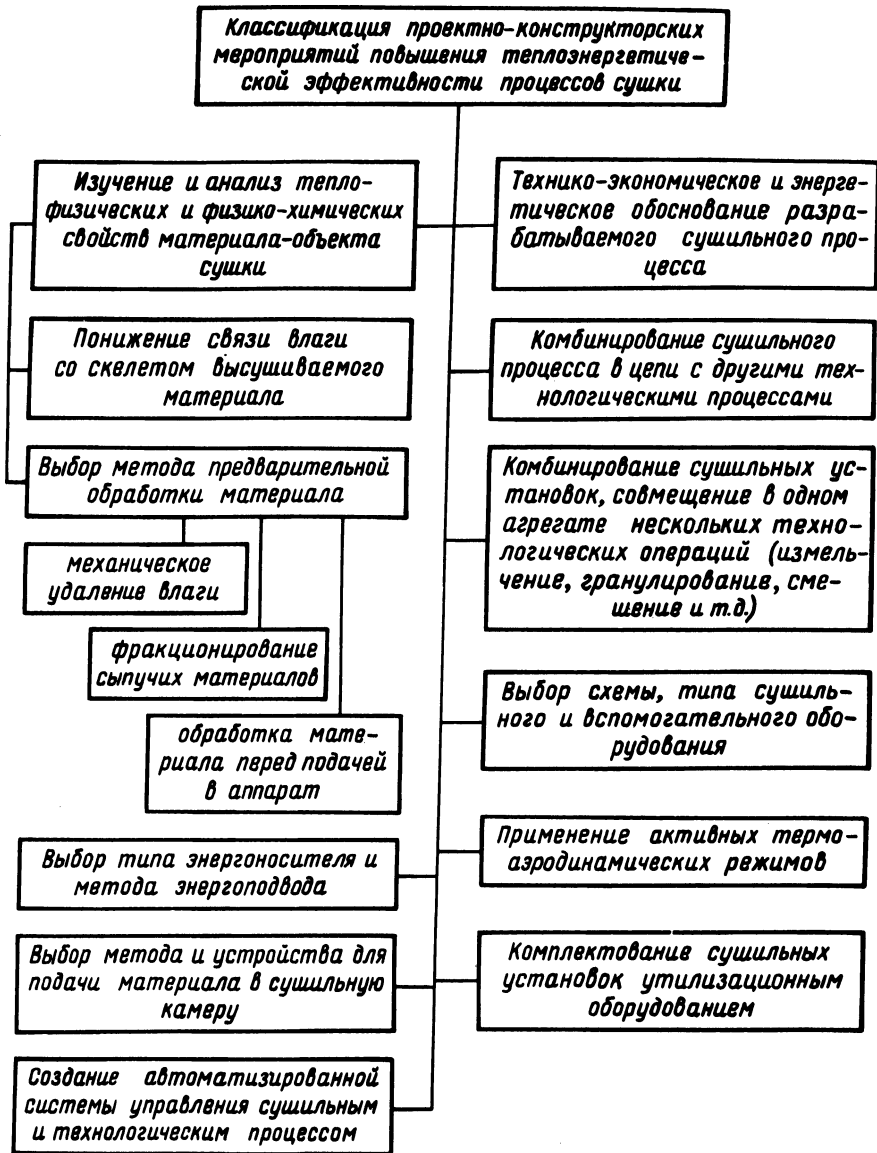 Классификация проектно-конструкторских
мероприятий повышения теплоэнергетиче-
ской эффективности процессов сушки
Изучение и анализ тепло-
физических и физико-химических
свойств материала-объекта
сушки
Понижение связи влаги
со скелетом высушиваемого
материала
Выбор метода предварительной
обработки материала
механическое
удаление влаги
фракционирование
сыпучих материалов
обработка мате-
риала перед подачей
в аппарат
Выбор типа энергоносителя и
метода энергоподвода
Выбор метода и устройства для
подачи материала в сушильную
камеру
Создание автоматизированной
системы управления сушильным
и технологическим процессом
Технико-экономическое и энерге-
тическое обоснование разра-
батываемого сушильного про-
цесса
Комбинирование сушильного
процесса в цепи с другими тех-
нологическими процессами
Комбинирование сушильных ус-
тановок, совмещение в одном
агрегате нескольких техно-
логических операций (измель-
чение, гранулирование, сме-
шение и т.д.)
Выбор схемы, типа сушиль-
ного и вспомогательного обо-
рудования
Применение активных термо-
аэродинамических режимов
Комплектование сушильных
установок утилизационным
оборудованием